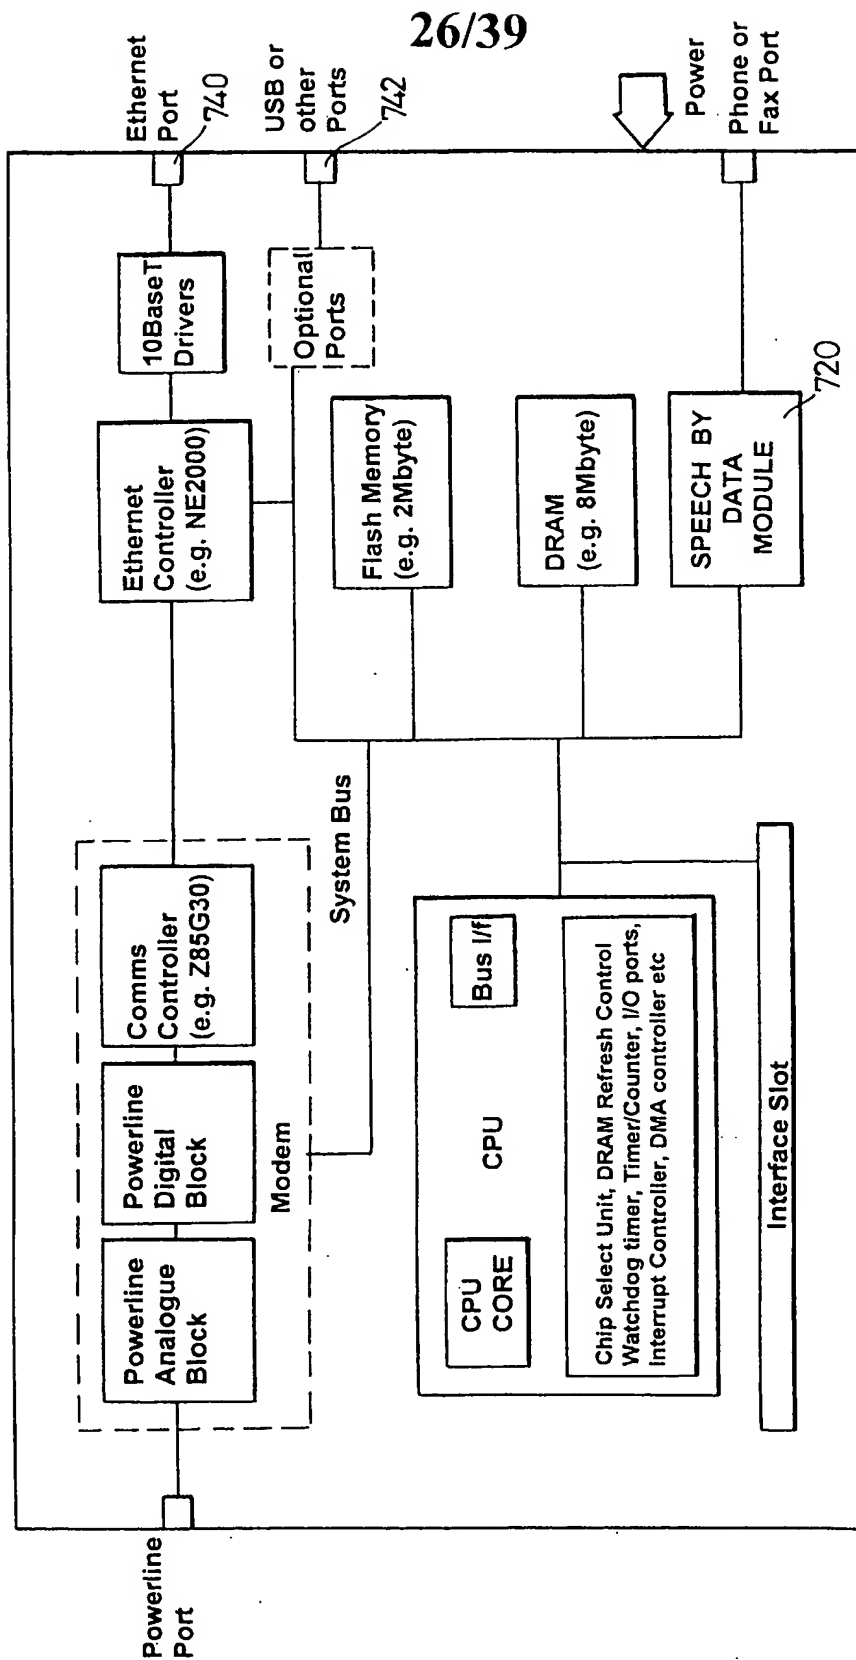 26/39
Powerline
Port
Powerline
Analogue
Block
Powerline
Digital
Block
Comms
Controller
(e.g. Z85G30)
Modem
Ethernet
Controller
(e.g. NE2000)
10BaseT
Drivers
Ethernet
Port
740
System Bus
Optional
Ports
USB or
other
Ports
742
Flash Memory
(e.g. 2Mbyte)
DRAM
(e.g. 8Mbyte)
Power
CPU
CORE
CPU
Bus I/f
Chip Select Unit, DRAM Refresh Control
Watchdog timer, Timer/Counter, I/O ports,
Interrupt Controller, DMA controller etc
SPEECH BY
DATA
MODULE
720
Phone or
Fax Port
Interface Slot